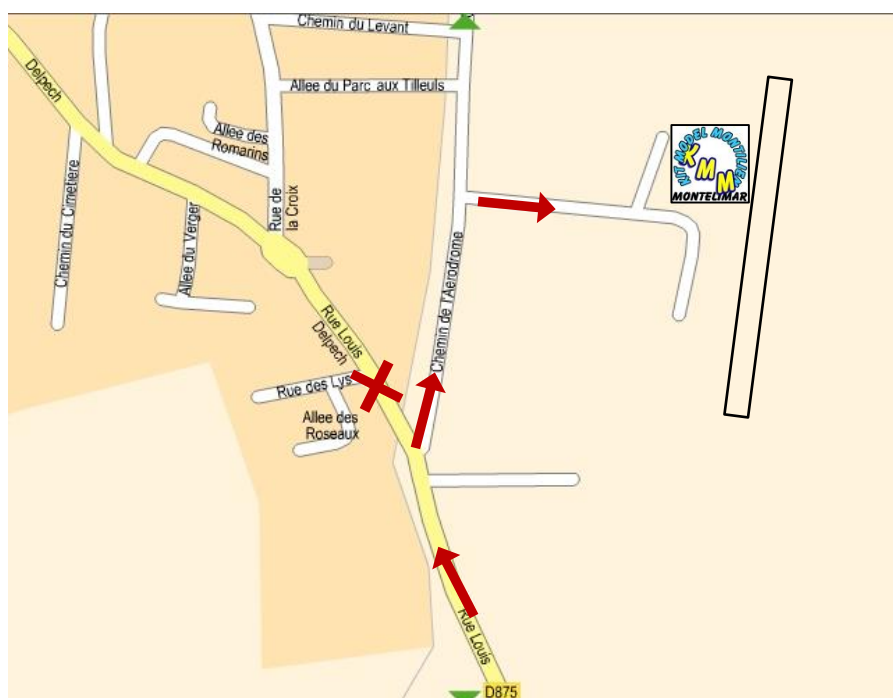 Chemin du Levant
Delpech
Allee du Parc aux Tilleuls
Allee des
Romarins
KIT MODEL MONTILIEN
KMM
MONTELIMAR
Chemin du Cimetiere
Allee du Verger
Rue de
la Croix
Chemin de l'Aerodrome
Rue Louis
Delpech
Rue des Lys
Allee des
Roseaux
Rue Louis
D875